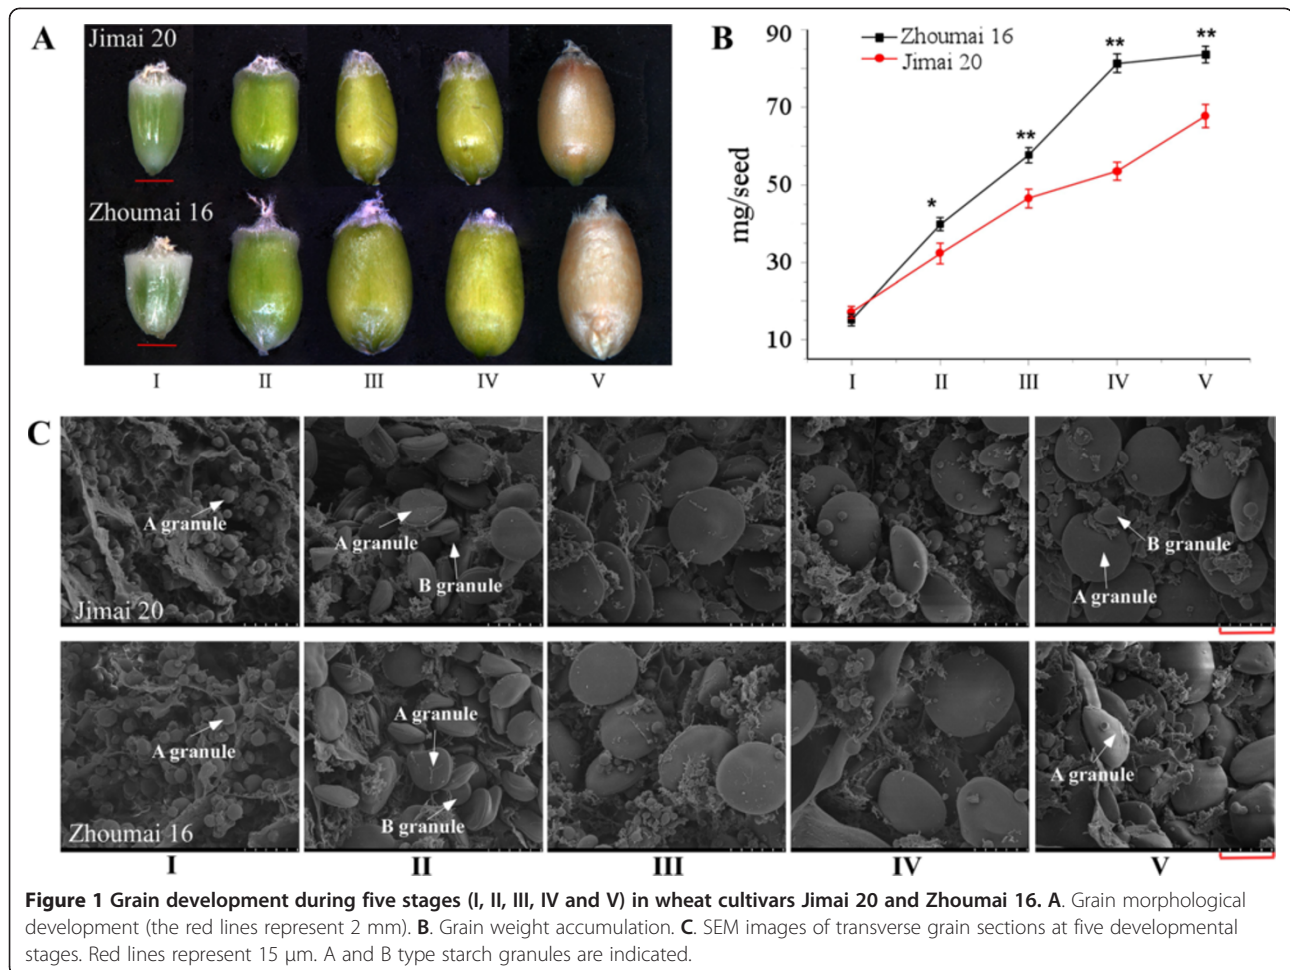 A
Jimai 20
Zhoumai 16
I II III IV V
B
90
70
50
30
10
mg/seed
Zhoumai 16
Jimai 20
*
**
**
**
I II III IV V
C
A granule
Jimai 20
A granule
B granule
B granule
A granule
A granule
Zhoumai 16
A granule
B granule
A granule
I II III IV V
Figure 1 Grain development during five stages (I, II, III, IV and V) in wheat cultivars Jimai 20 and Zhoumai 16. A. Grain morphological
development (the red lines represent 2 mm). B. Grain weight accumulation. C. SEM images of transverse grain sections at five developmental
stages. Red lines represent 15 μm. A and B type starch granules are indicated.